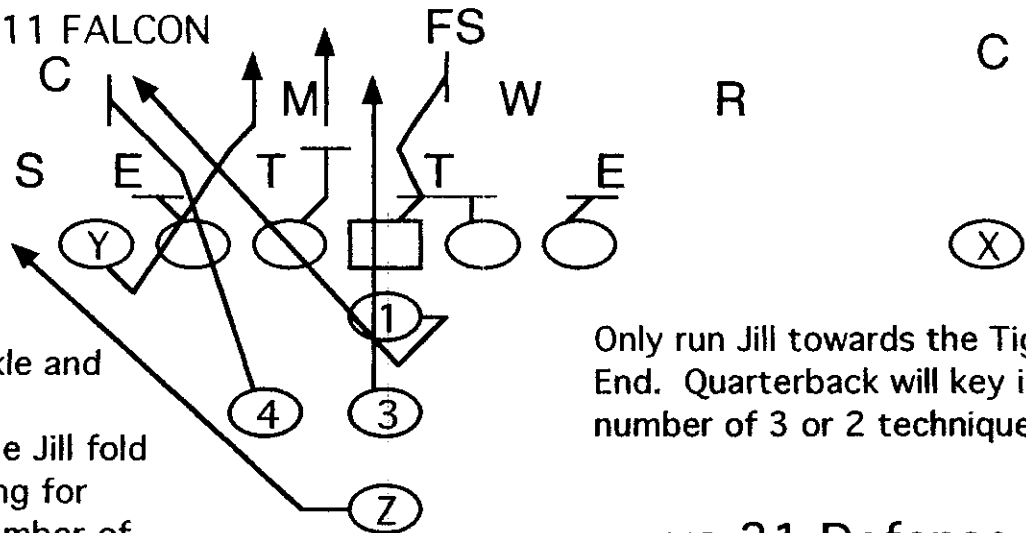 11 FALCON
FS
C
C
M
W
R
S
E
T
T
E
Y
X
1
4
3
Z
kle and
e Jill fold
ng for
mber of
Only run Jill towards the Tig
End. Quarterback will key i
number of 3 or 2 technique
Defense